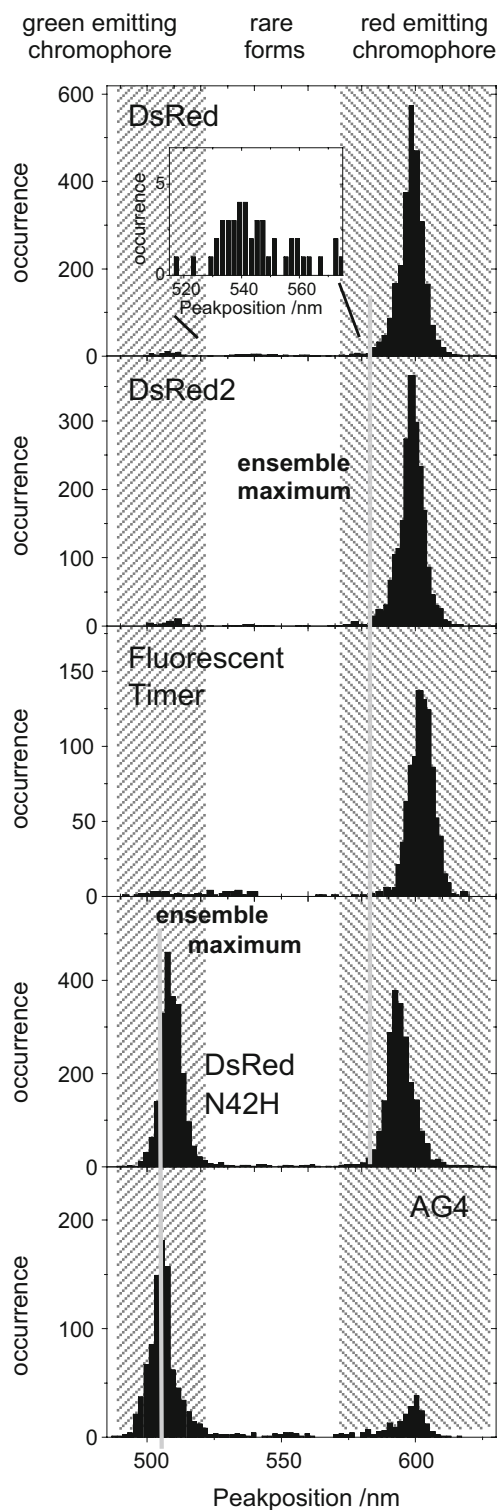 green emitting chromophore
rare forms
red emitting chromophore
600
400
200
0
occurrence
DsRed
5
0
occurrence
520 540 560
Peakposition /nm
300
200
100
0
occurrence
DsRed2
ensemble
maximum
150
100
50
0
occurrence
Fluorescent
Timer
ensemble
maximum
400
200
0
occurrence
DsRed
N42H
200
100
0
occurrence
AG4
500 550 600
Peakposition /nm